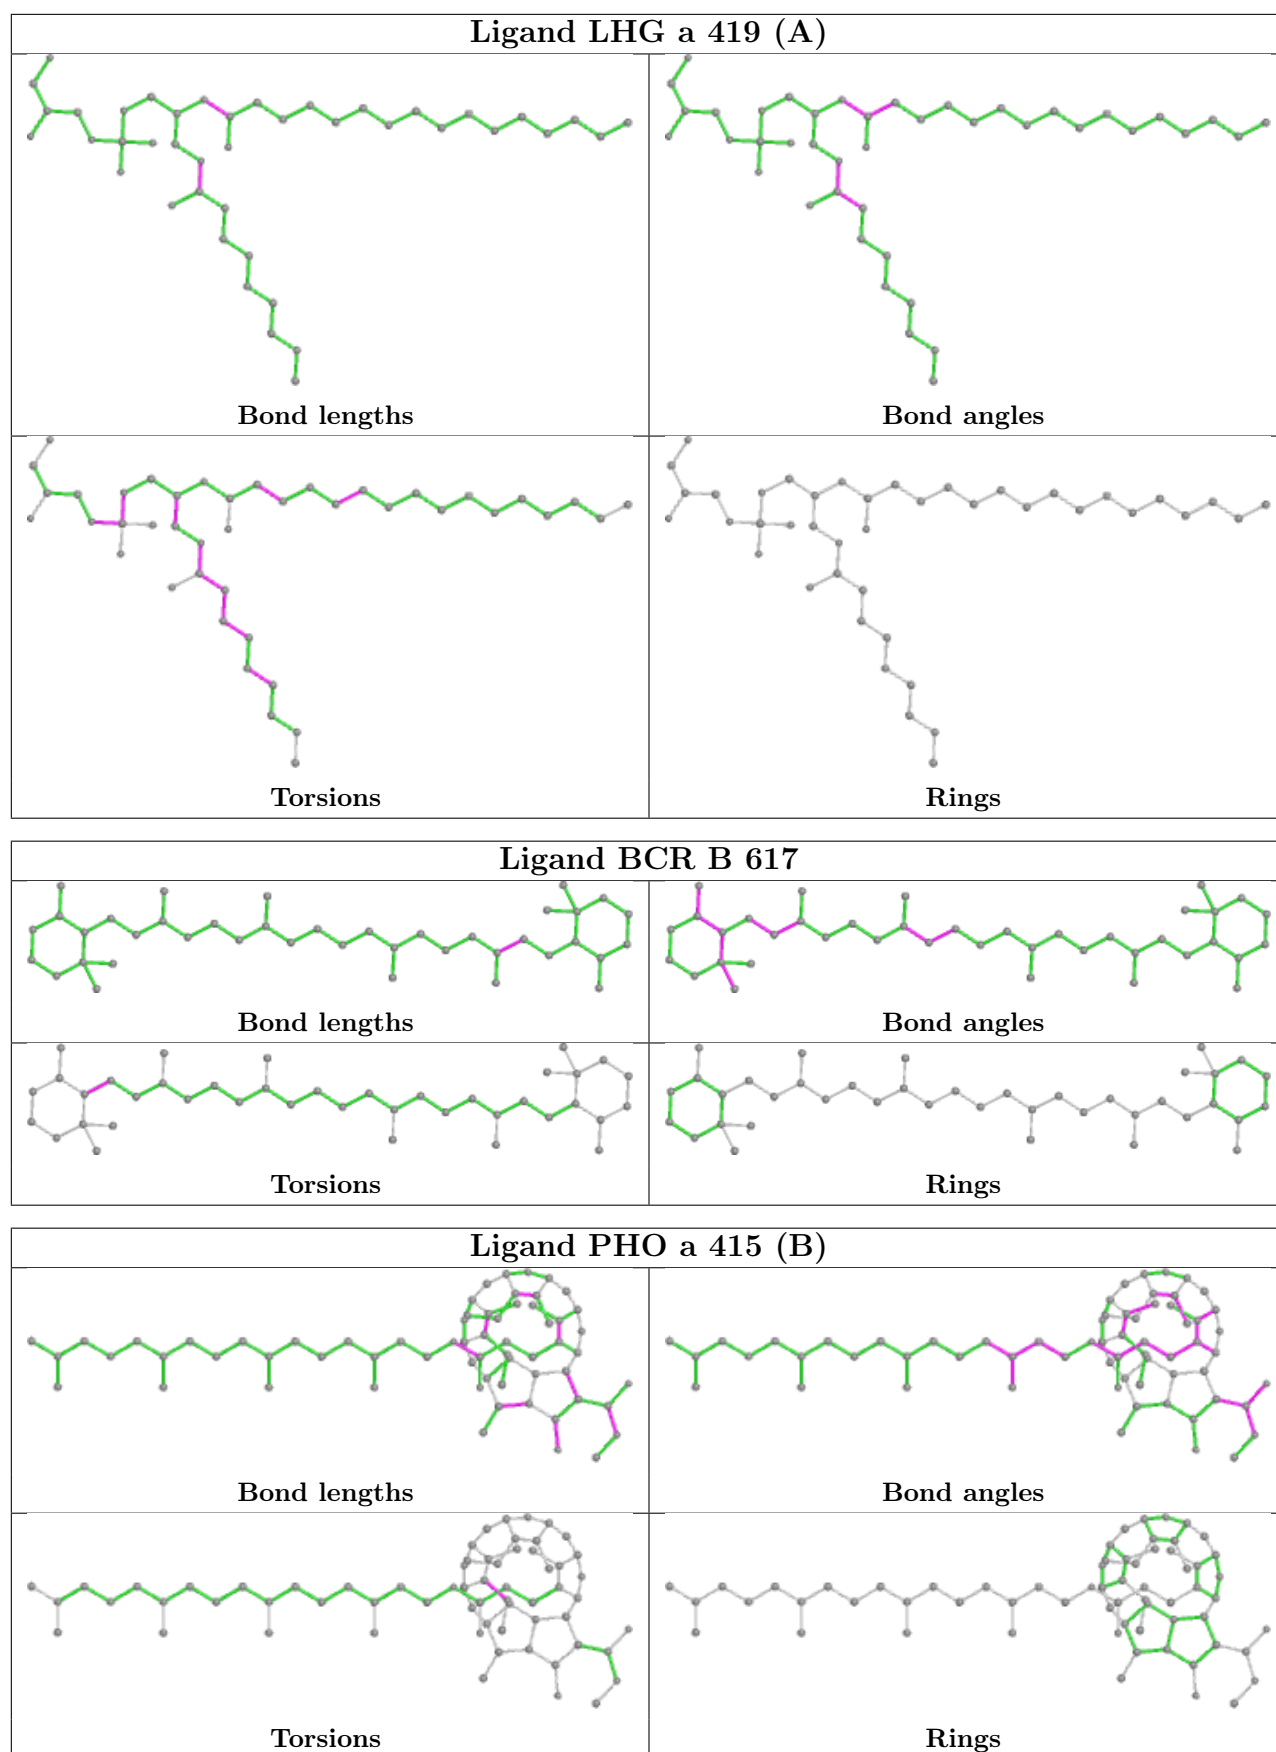 Ligand LHG a 419 (A)
Bond lengths
Bond angles
Torsions
Rings
Ligand BCR B 617
Bond lengths
Bond angles
Torsions
Rings
Ligand PHO a 415 (B)
Bond lengths
Bond angles
Torsions
Rings